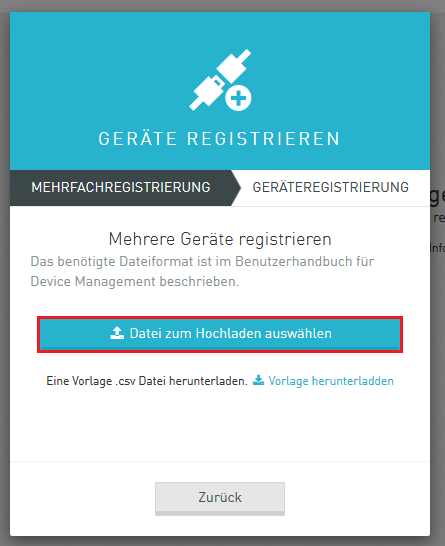 GERÄTE REGISTRIEREN
MEHRFACHREGISTRIERUNG GERÄTEREGISTRIERUNG
Mehrere Geräte registrieren
Das benötigte Dateiformat ist im Benutzerhandbuch für
Device Management beschrieben.
Datei zum Hochladen auswählen
Eine Vorlage .csv Datei herunterladen. Vorlage herunterladden
Zurück